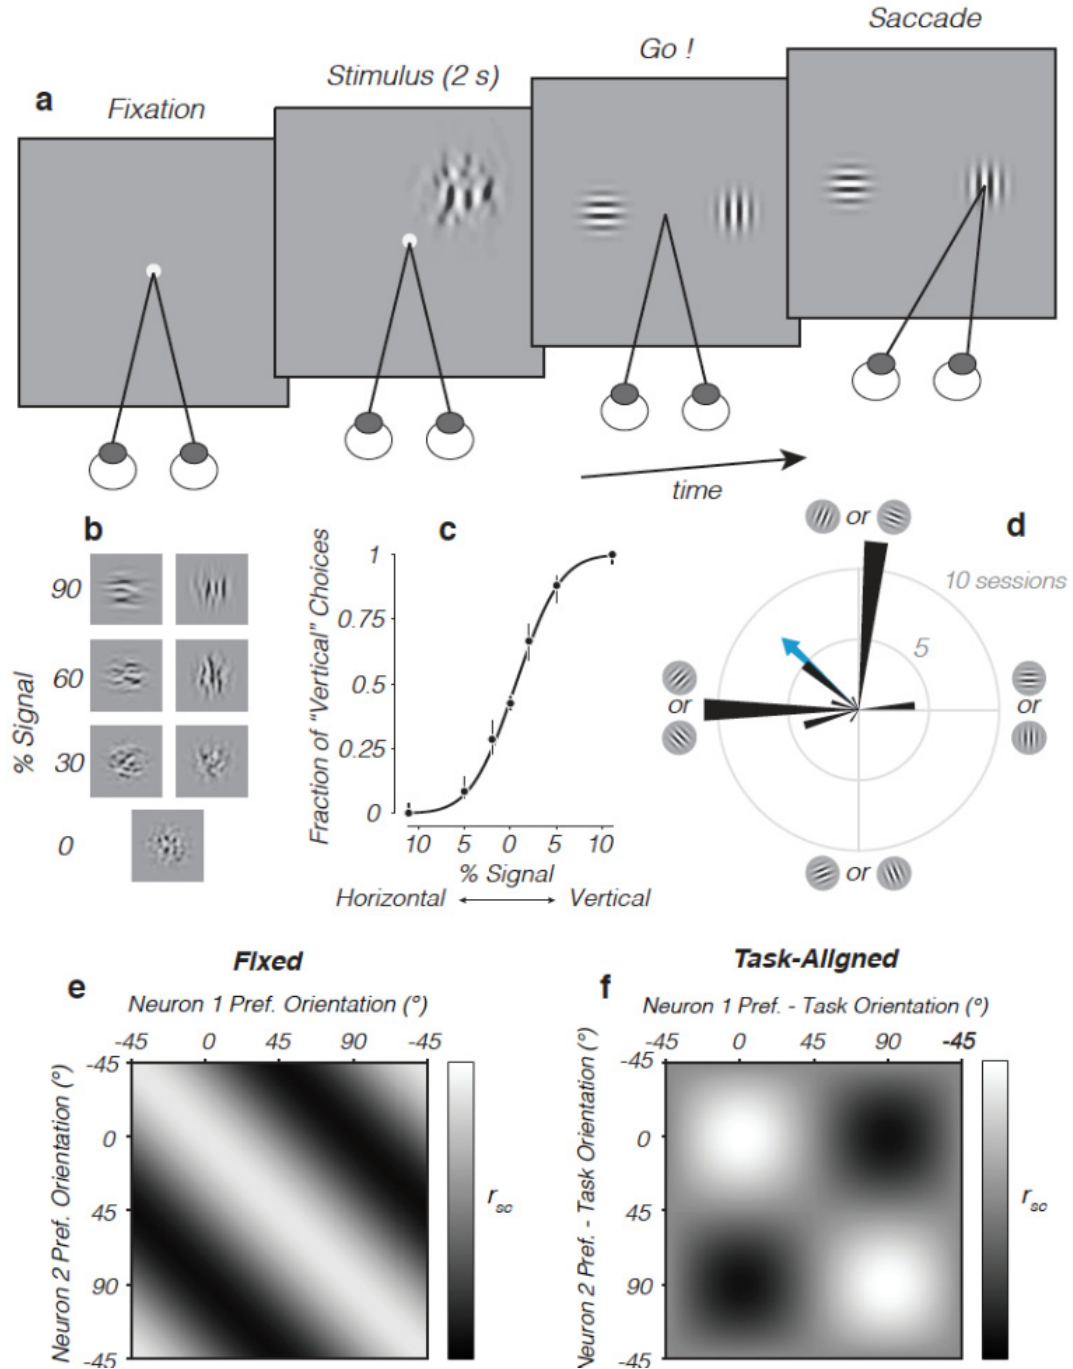 a
Fixation
Stimulus (2 s)
Go !
Saccade
time
b
% Signal
90
60
30
0
c
Fraction of "Vertical" Choices
1
0.75
0.5
0.25
0
10 5 0 5 10
% Signal
Horizontal Vertical
d
or
10 sessions
5
or
or
or
e
Fixed
Neuron 1 Pref. Orientation (°)
-45 0 45 90 -45
Neuron 2 Pref. Orientation (°)
-45
0
45
90
-45
rsc
f
Task-Aligned
Neuron 1 Pref. - Task Orientation (°)
-45 0 45 90 -45
Neuron 2 Pref. - Task Orientation (°)
-45
0
45
90
-45
rsc